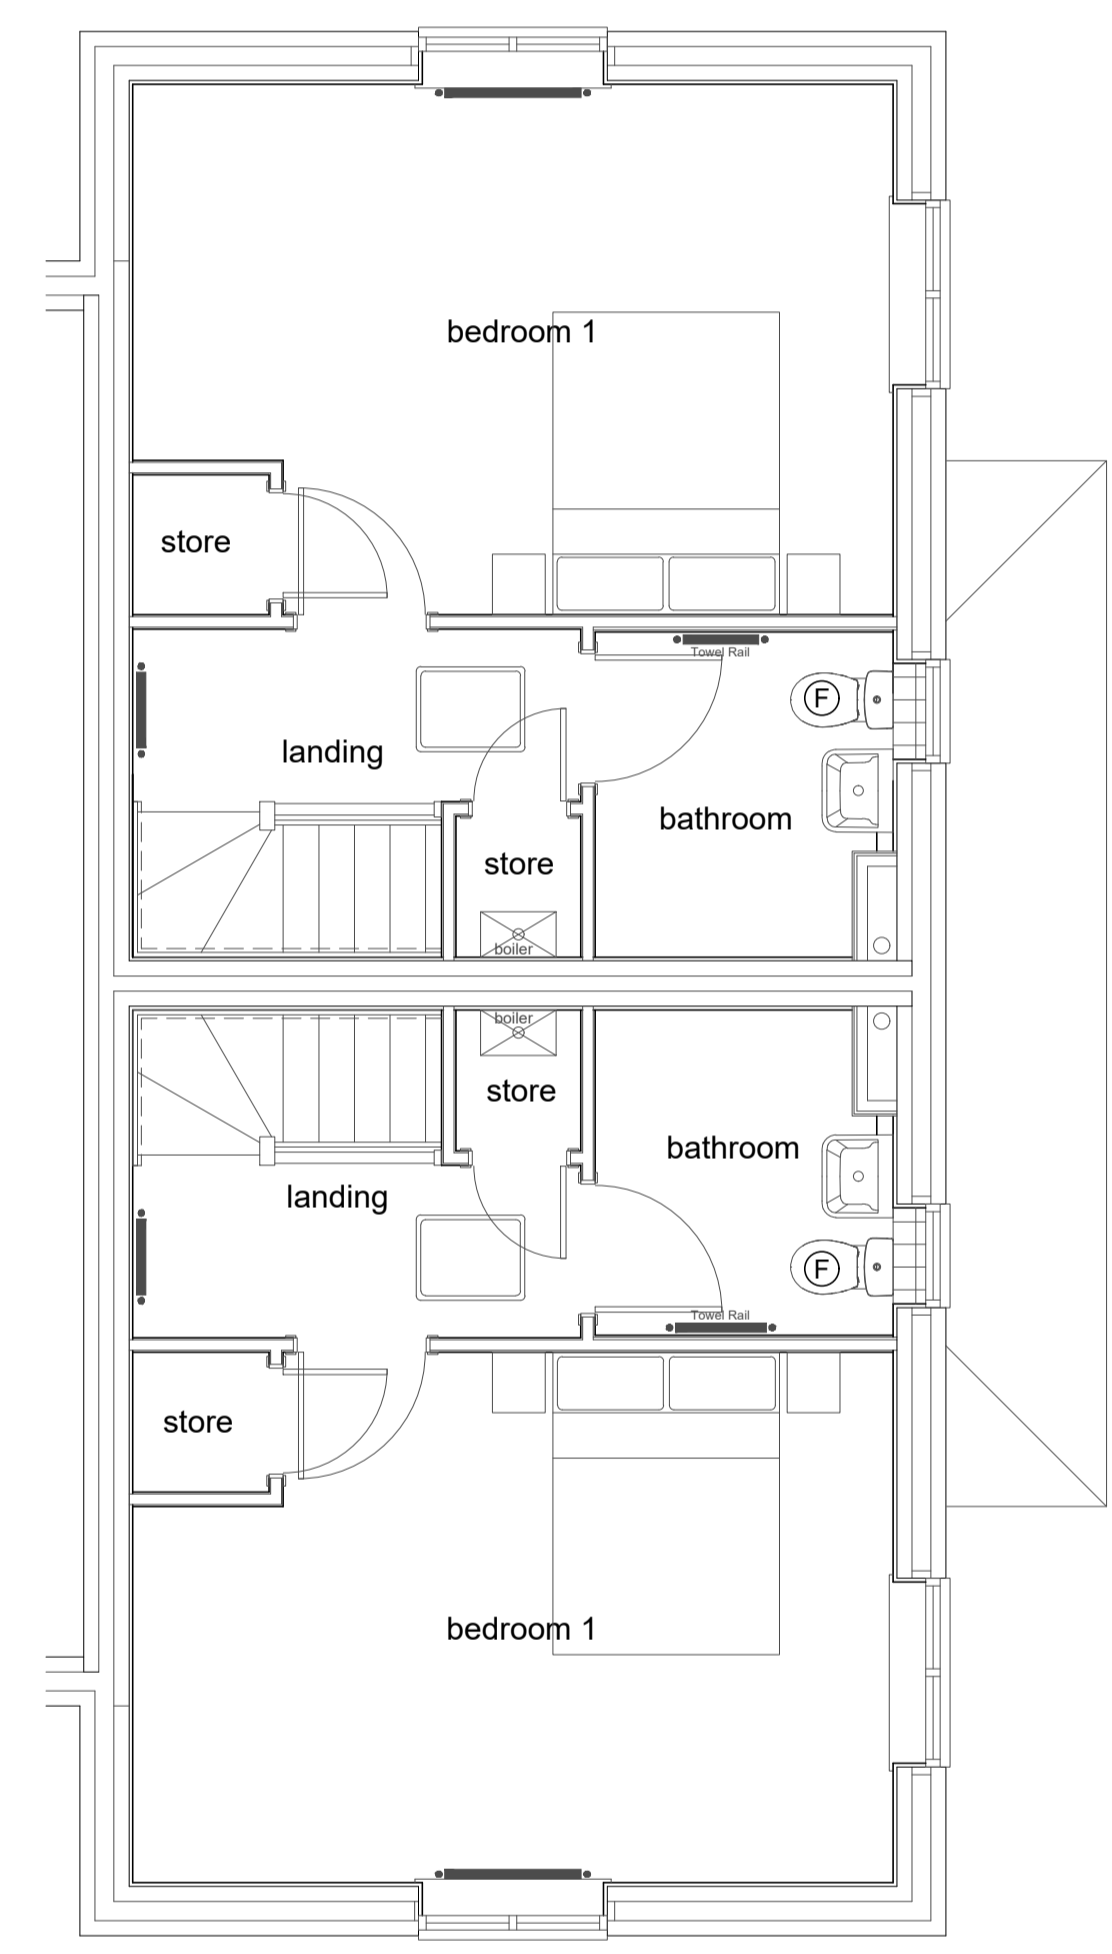 bedroom 1
store
Towel Rail
F
landing
bathroom
store
boiler
boiler
store
bathroom
landing
F
Towel Rail
store
bedroom 1